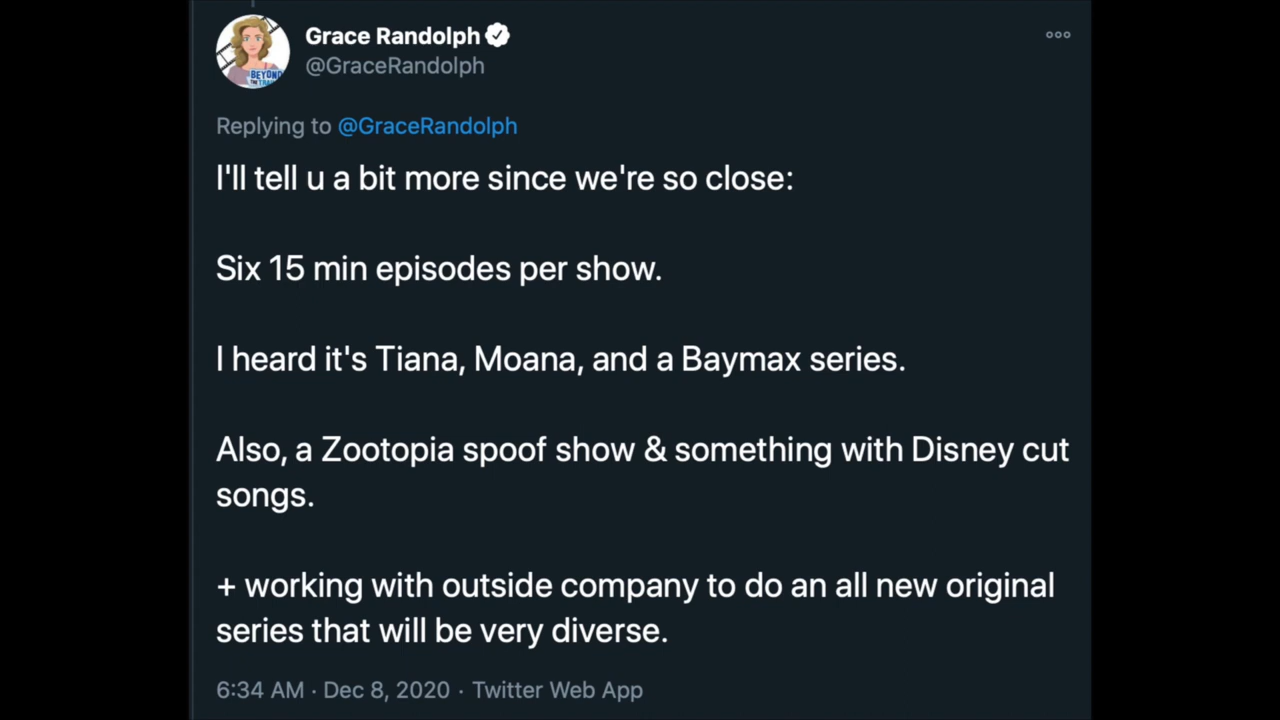 Grace Randolph
@GraceRandolph
Replying to @GraceRandolph
I'll tell u a bit more since we're so close:
Six 15 min episodes per show.
I heard it's Tiana, Moana, and a Baymax series.
Also, a Zootopia spoof show & something with Disney cut
songs.
+ working with outside company to do an all new original
series that will be very diverse.
6:34 AM · Dec 8, 2020 · Twitter Web App
BEYOND
THE TRAILER